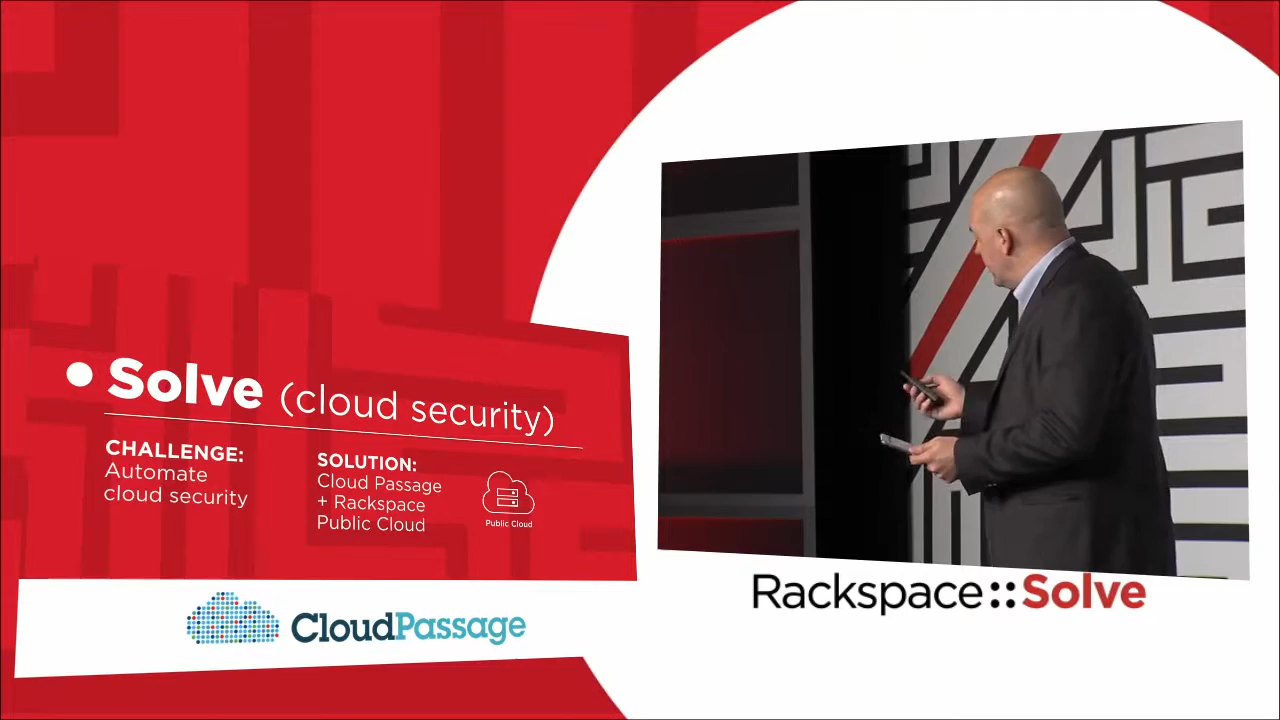 Solve (cloud security)
CHALLENGE:
Automate
cloud security
SOLUTION:
Cloud Passage
+ Rackspace
Public Cloud
Public Cloud
CloudPassage
Rackspace::Solve